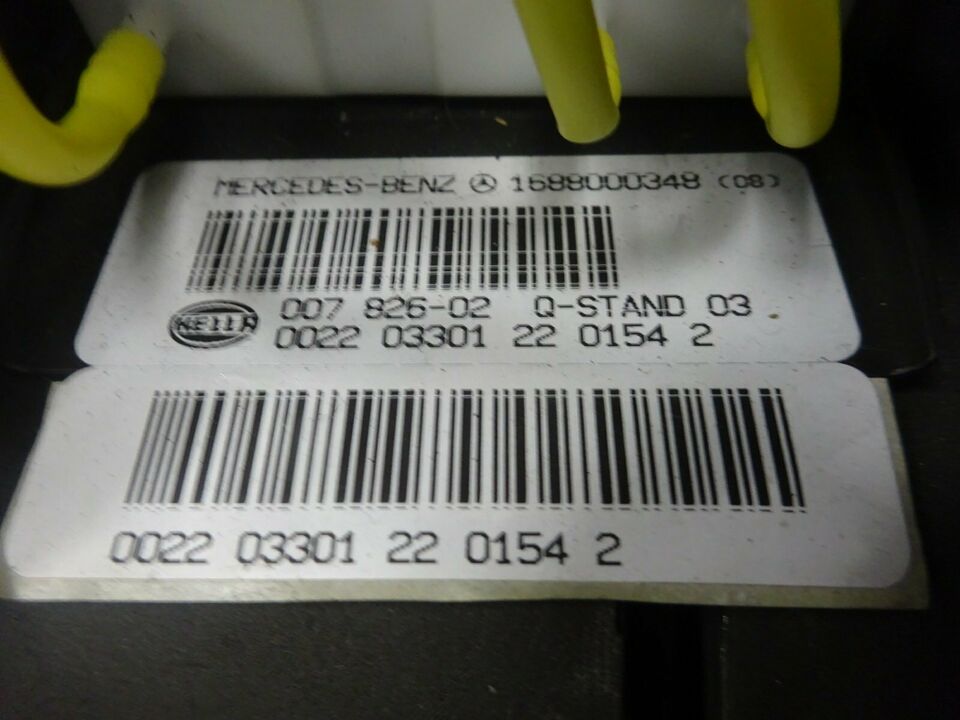 MERCEDES-BENZ 1688000348 (08)
HELLA 007 826-02 Q-STAND 03
0022 03301 22 0154 2
0022 03301 22 0154 2